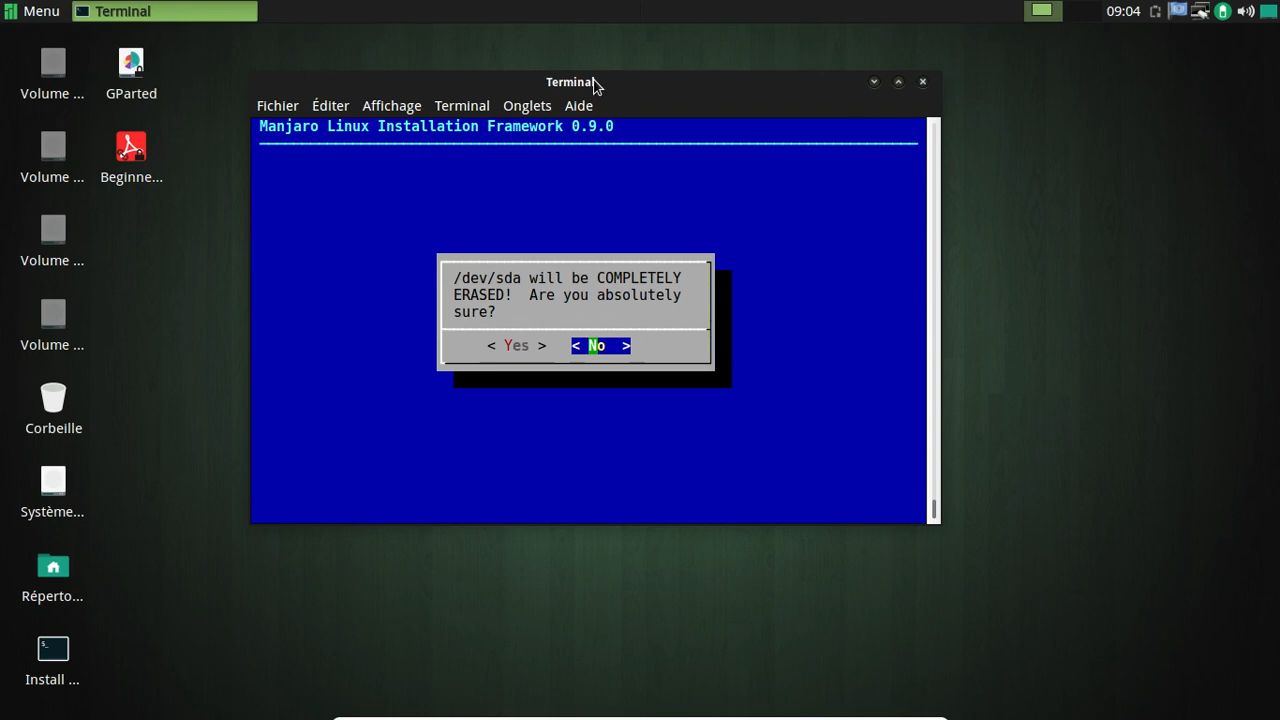 Menu
Terminal
09:04
Volume ...
GParted
Volume ...
Beginne...
Volume ...
Volume ...
Corbeille
Système...
Réperto...
Install ...
Terminal
Fichier Éditer Affichage Terminal Onglets Aide
Manjaro Linux Installation Framework 0.9.0
/dev/sda will be COMPLETELY
ERASED! Are you absolutely
sure?
< Yes > < No >